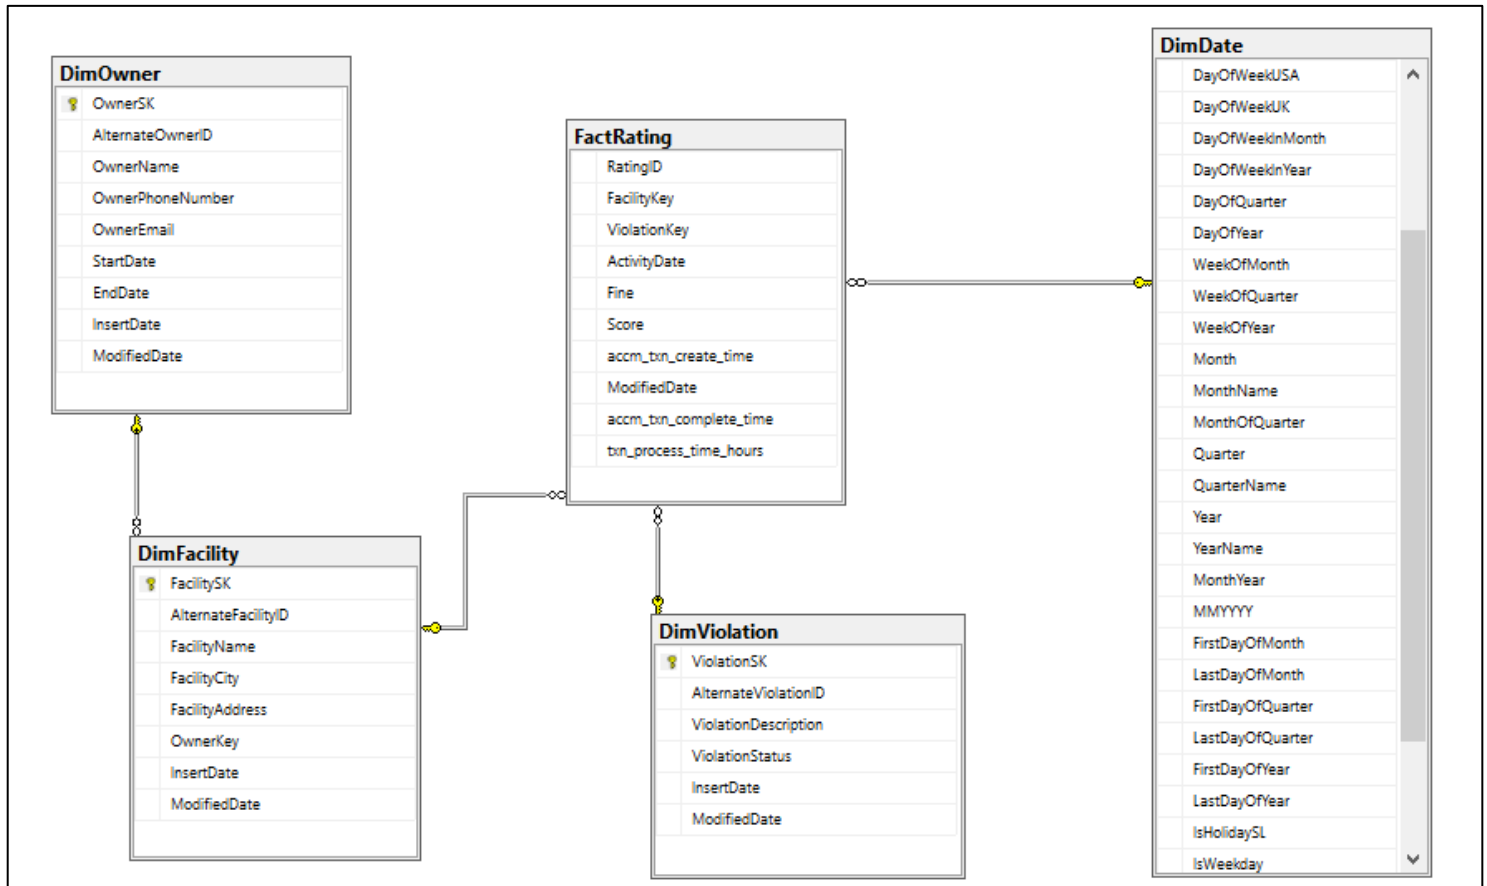 DimOwner
OwnerSK
AlternateOwnerID
OwnerName
OwnerPhoneNumber
OwnerEmail
StartDate
EndDate
InsertDate
ModifiedDate
DimFacility
FacilitySK
AlternateFacilityID
FacilityName
FacilityCity
FacilityAddress
OwnerKey
InsertDate
ModifiedDate
FactRating
RatingID
FacilityKey
ViolationKey
ActivityDate
Fine
Score
accm_txn_create_time
ModifiedDate
accm_txn_complete_time
txn_process_time_hours
DimViolation
ViolationSK
AlternateViolationID
ViolationDescription
ViolationStatus
InsertDate
ModifiedDate
DimDate
DayOfWeekUSA
DayOfWeekUK
DayOfWeekInMonth
DayOfWeekInYear
DayOfQuarter
DayOfYear
WeekOfMonth
WeekOfQuarter
WeekOfYear
Month
MonthName
MonthOfQuarter
Quarter
QuarterName
Year
YearName
MonthYear
MMYYYY
FirstDayOfMonth
LastDayOfMonth
FirstDayOfQuarter
LastDayOfQuarter
FirstDayOfYear
LastDayOfYear
IsHolidaySL
IsWeekday